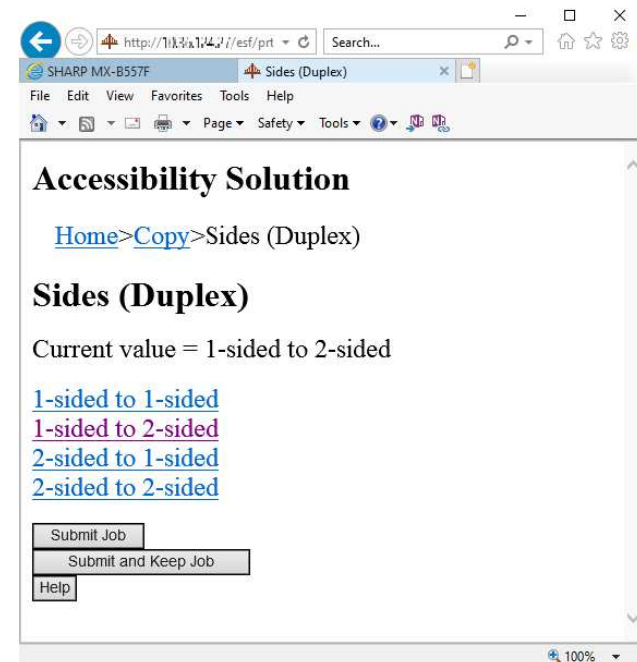 /esf/prt
Search...
SHARP MX-B557F
Sides (Duplex)
File Edit View Favorites Tools Help
Page Safety Tools
Accessibility Solution
Home>Copy>Sides (Duplex)
Sides (Duplex)
Current value = 1-sided to 2-sided
1-sided to 1-sided
1-sided to 2-sided
2-sided to 1-sided
2-sided to 2-sided
Submit Job
Submit and Keep Job
Help
100%